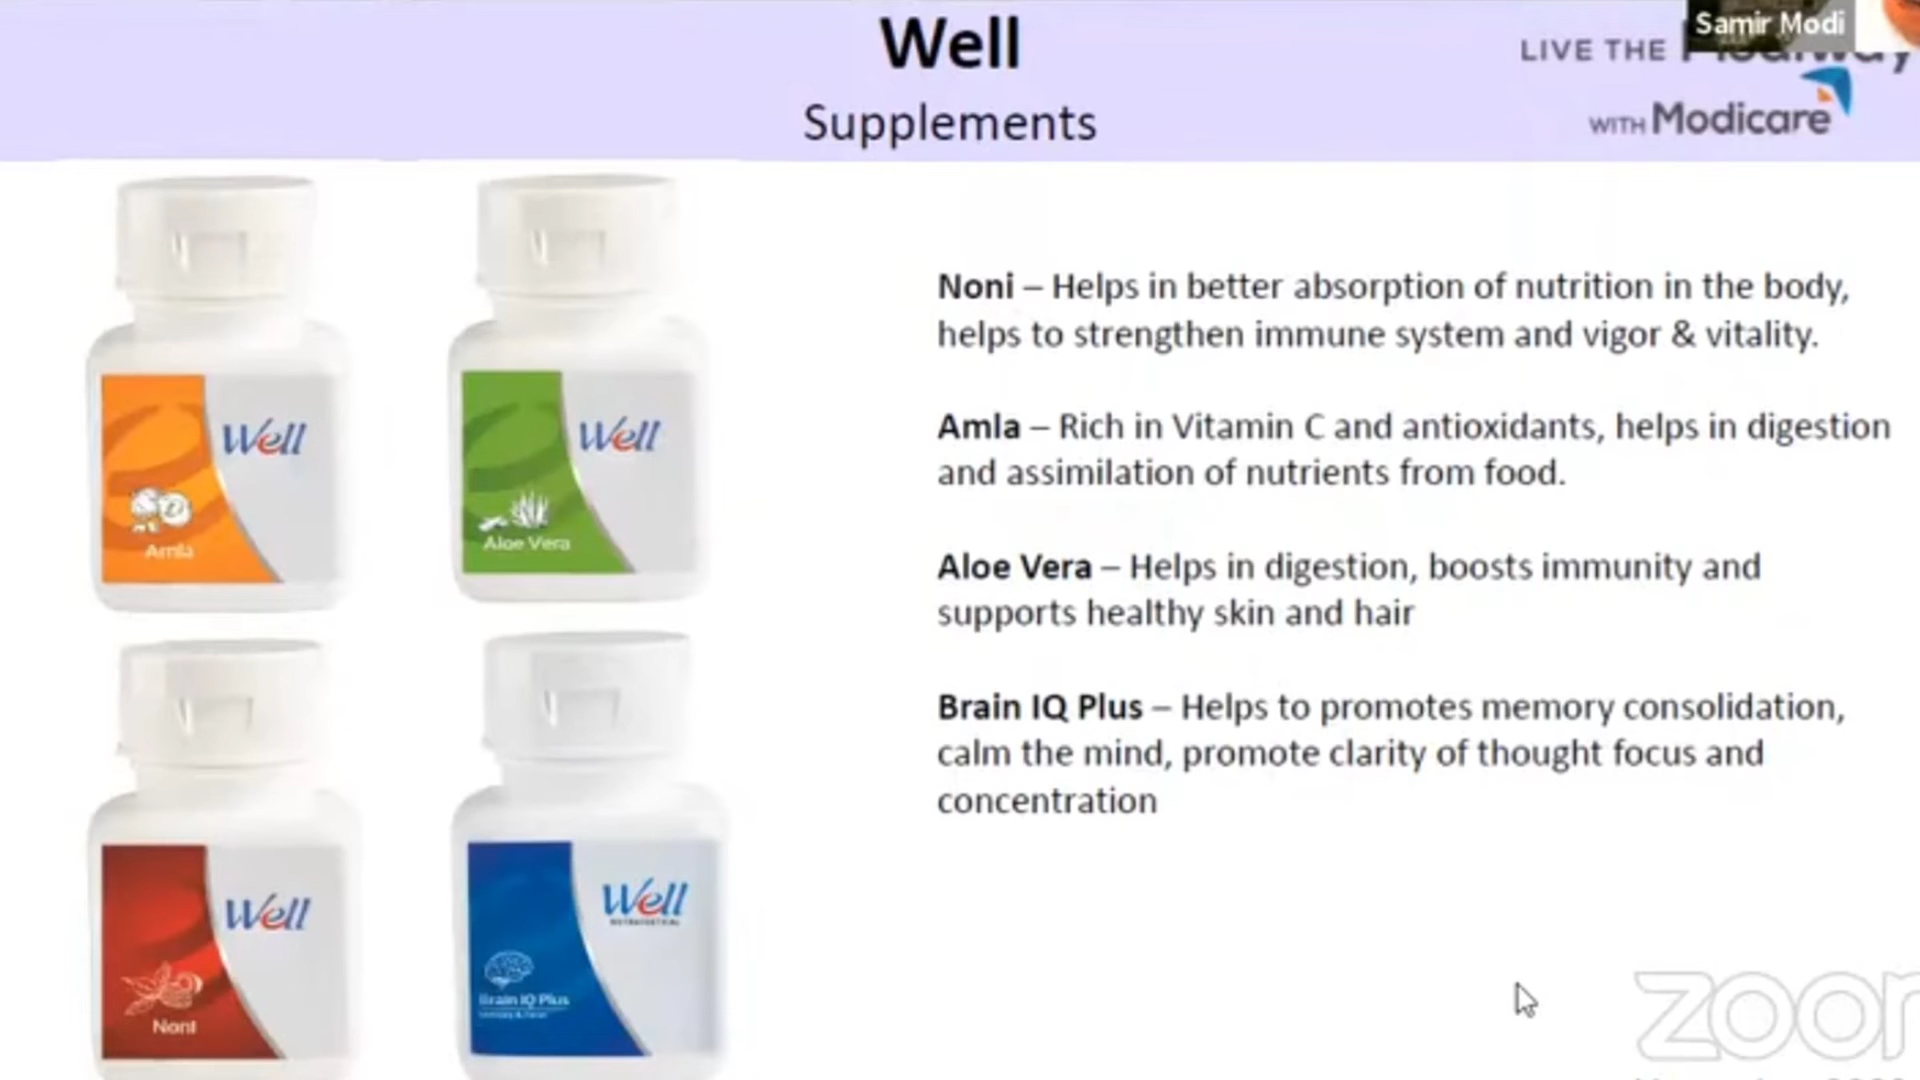 Well
Supplements
Samir Modi
LIVE THE
WITH Modicare
Well
Amla
Well
Aloe Vera
Noni – Helps in better absorption of nutrition in the body,
helps to strengthen immune system and vigor & vitality.
Amla – Rich in Vitamin C and antioxidants, helps in digestion
and assimilation of nutrients from food.
Aloe Vera – Helps in digestion, boosts immunity and
supports healthy skin and hair
Brain IQ Plus – Helps to promotes memory consolidation,
calm the mind, promote clarity of thought focus and
concentration
Well
Noni
Well
Brain IQ Plus
zoom